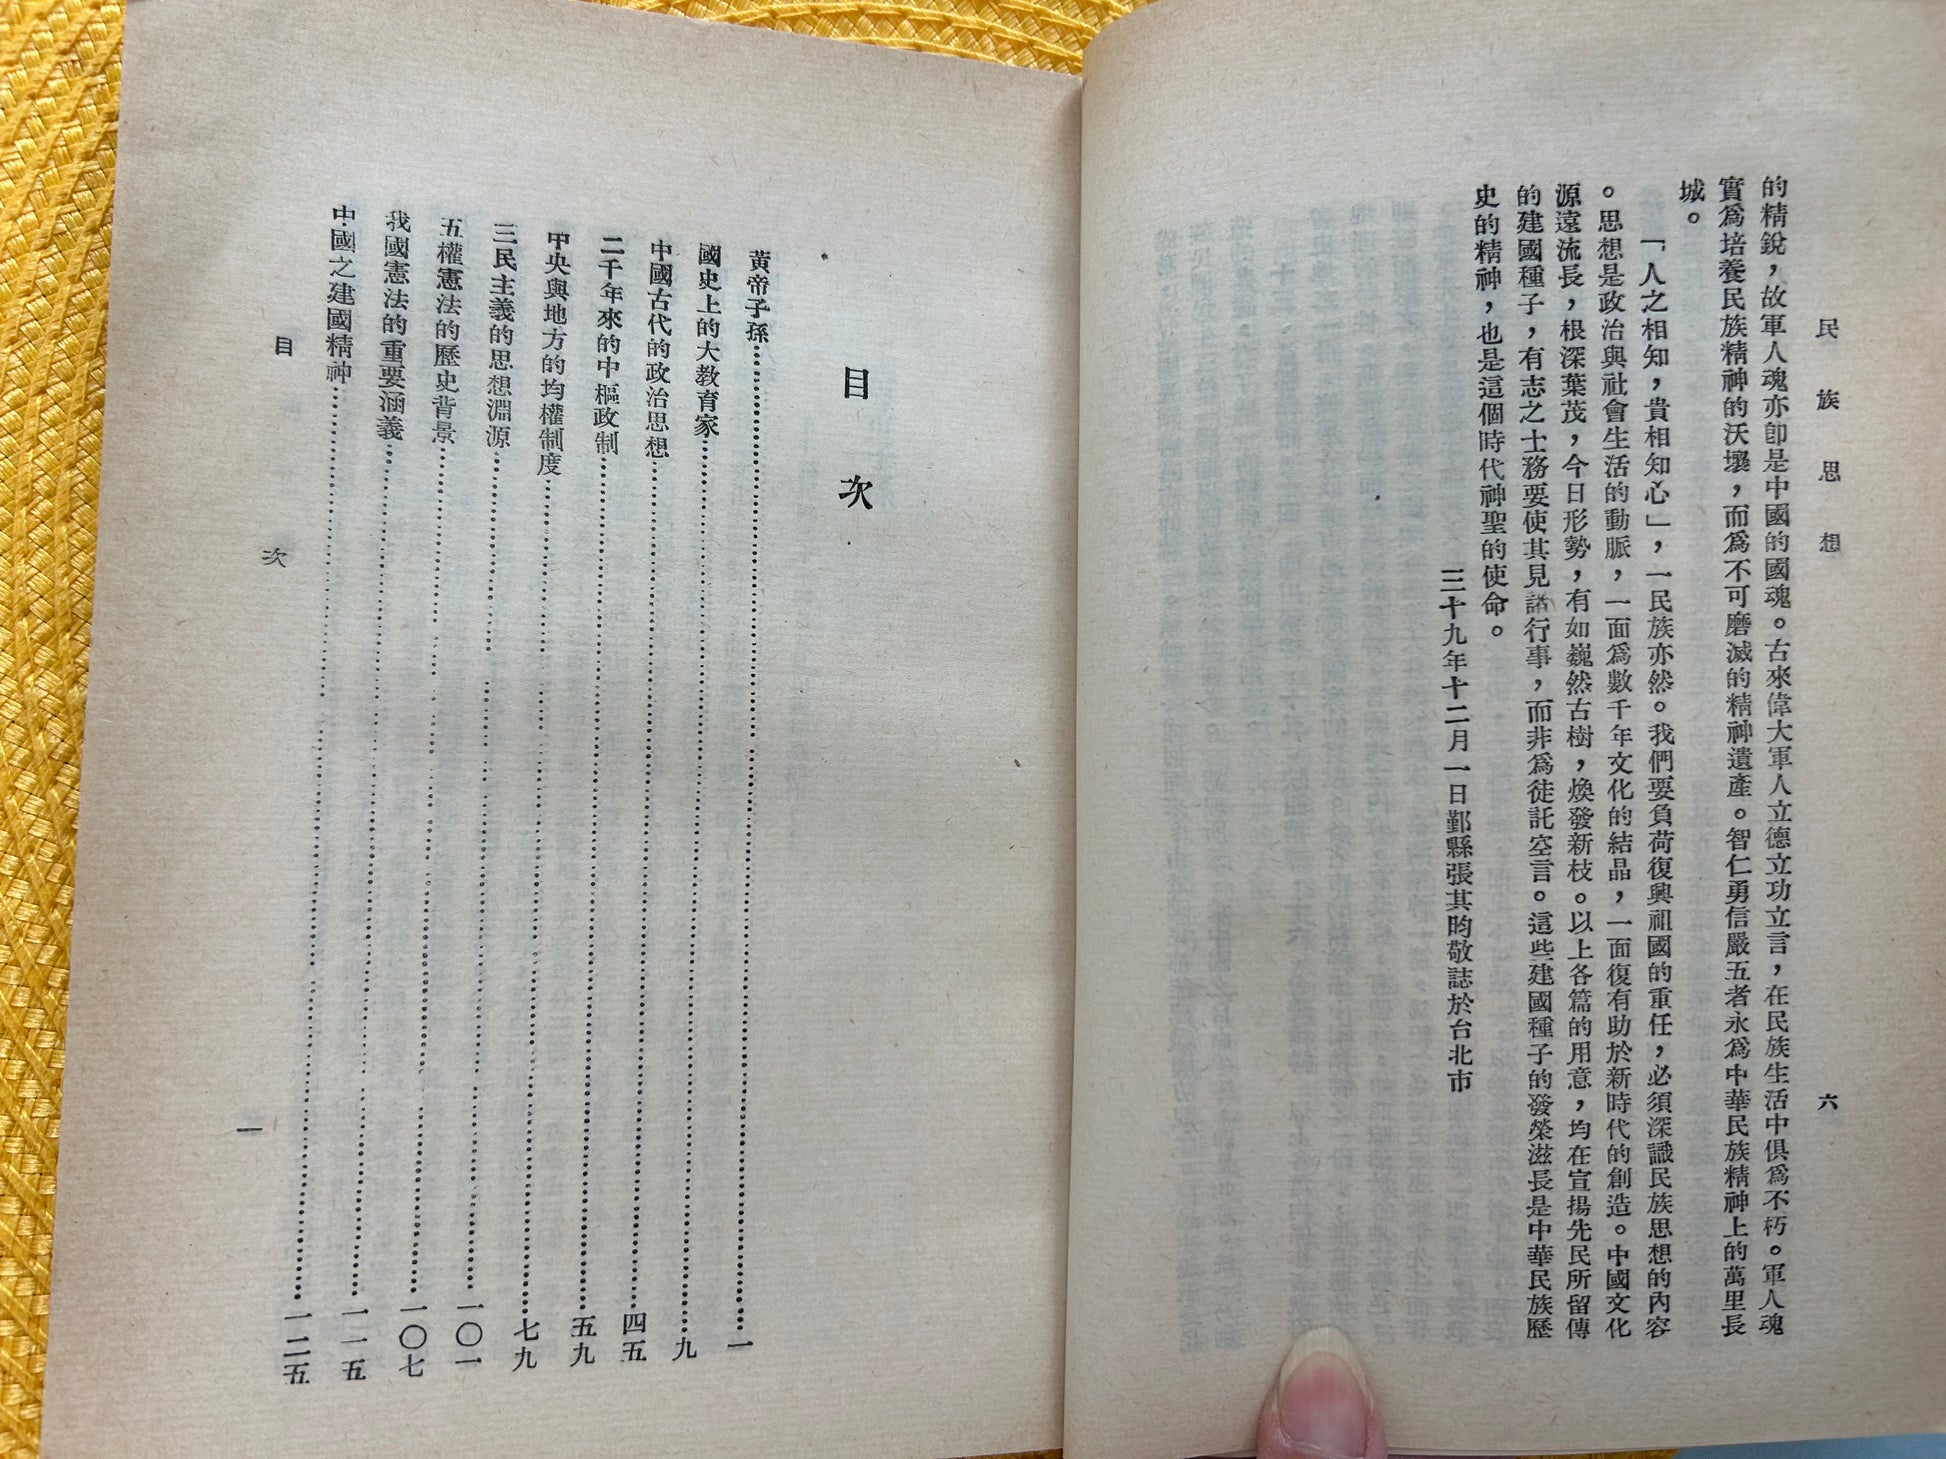 民族思想
六
的精銳，故軍人魂亦卽是中國的國魂。古來偉大軍人立德立功立言，在民族生活中俱爲不朽。軍人魂
實爲培養民族精神的沃壤，而爲不可磨滅的精神遺產。智仁勇信嚴五者永爲中華民族精神上的萬里長
城。
「人之相知，貴相知心」，一民族亦然。我們要負荷復興祖國的重任，必須深識民族思想的內容
。思想是政治與社會生活的動脈，一面爲數千年文化的結晶，一面復有助於新時代的創造。中國文化
源遠流長，根深葉茂，今日形勢，有如巍然古樹，煥發新枝。以上各篇的用意，均在宣揚先民所留傳
的建國種子，有志之士務要使其見諸行事，而非爲徒託空言。這些建國種子的發榮滋長是中華民族歷
史的精神，也是這個時代神聖的使命。
三十九年十二月一日鄞縣張其昀敬誌於台北市
目次
黃帝子孫……一
國史上的大教育家……九
中國古代的政治思想……四五
二千年來的中樞政制……五九
中央與地方的均權制度……七九
三民主義的思想淵源……一〇一
五權憲法的歷史背景……一〇七
我國憲法的重要涵義……一一五
中國之建國精神……一二五
目次
一